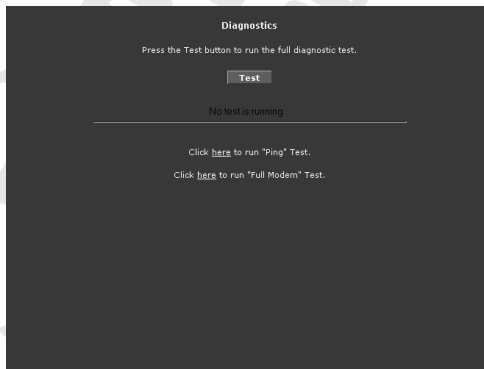 Diagnostics
Press the Test button to run the full diagnostic test.
Test
No test is running
Click here to run "Ping" Test.
Click here to run "Full Modem" Test.